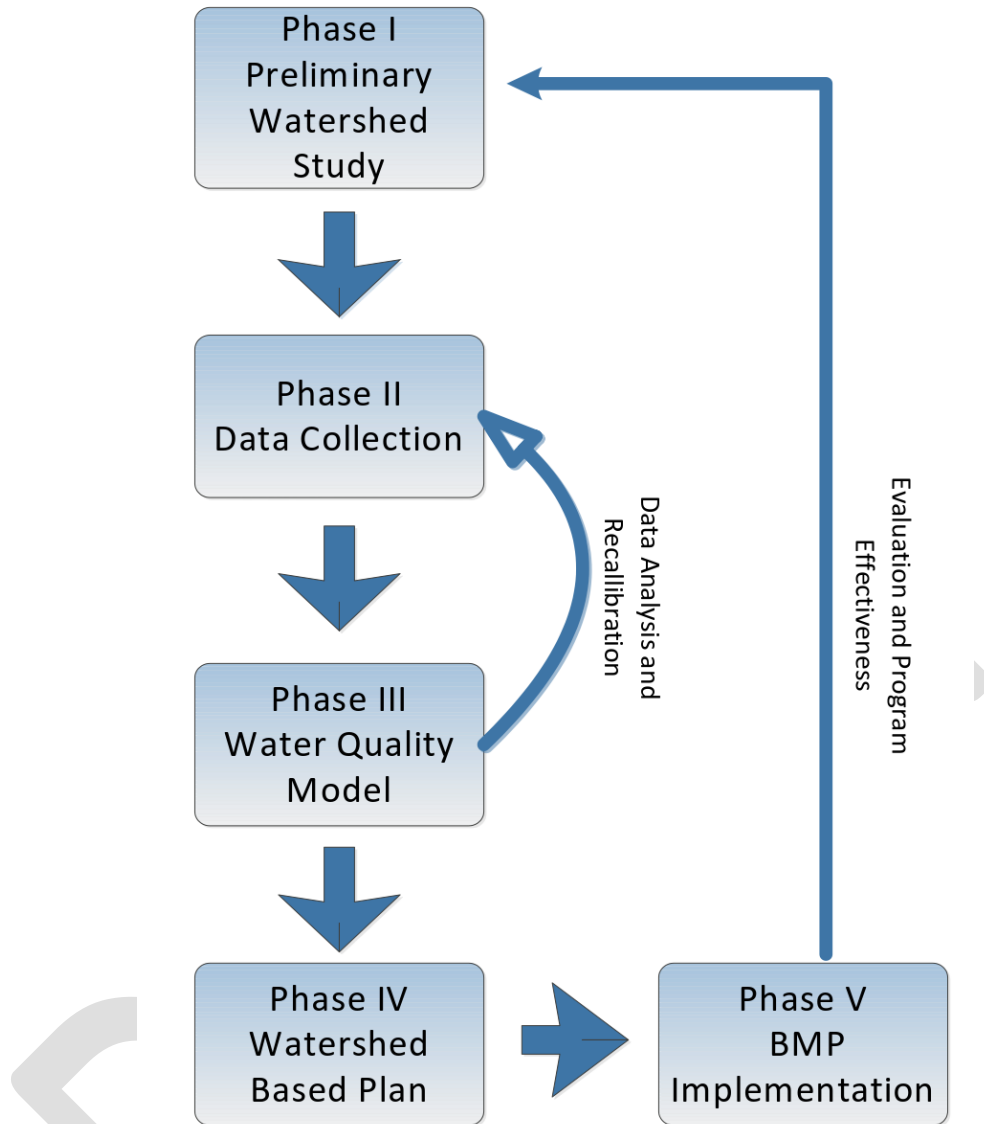 Phase I
Preliminary
Watershed
Study
Phase II
Data Collection
Data Analysis and
Recallibration
Evaluation and Program
Effectiveness
Phase III
Water Quality
Model
Phase IV
Watershed
Based Plan
Phase V
BMP
Implementation